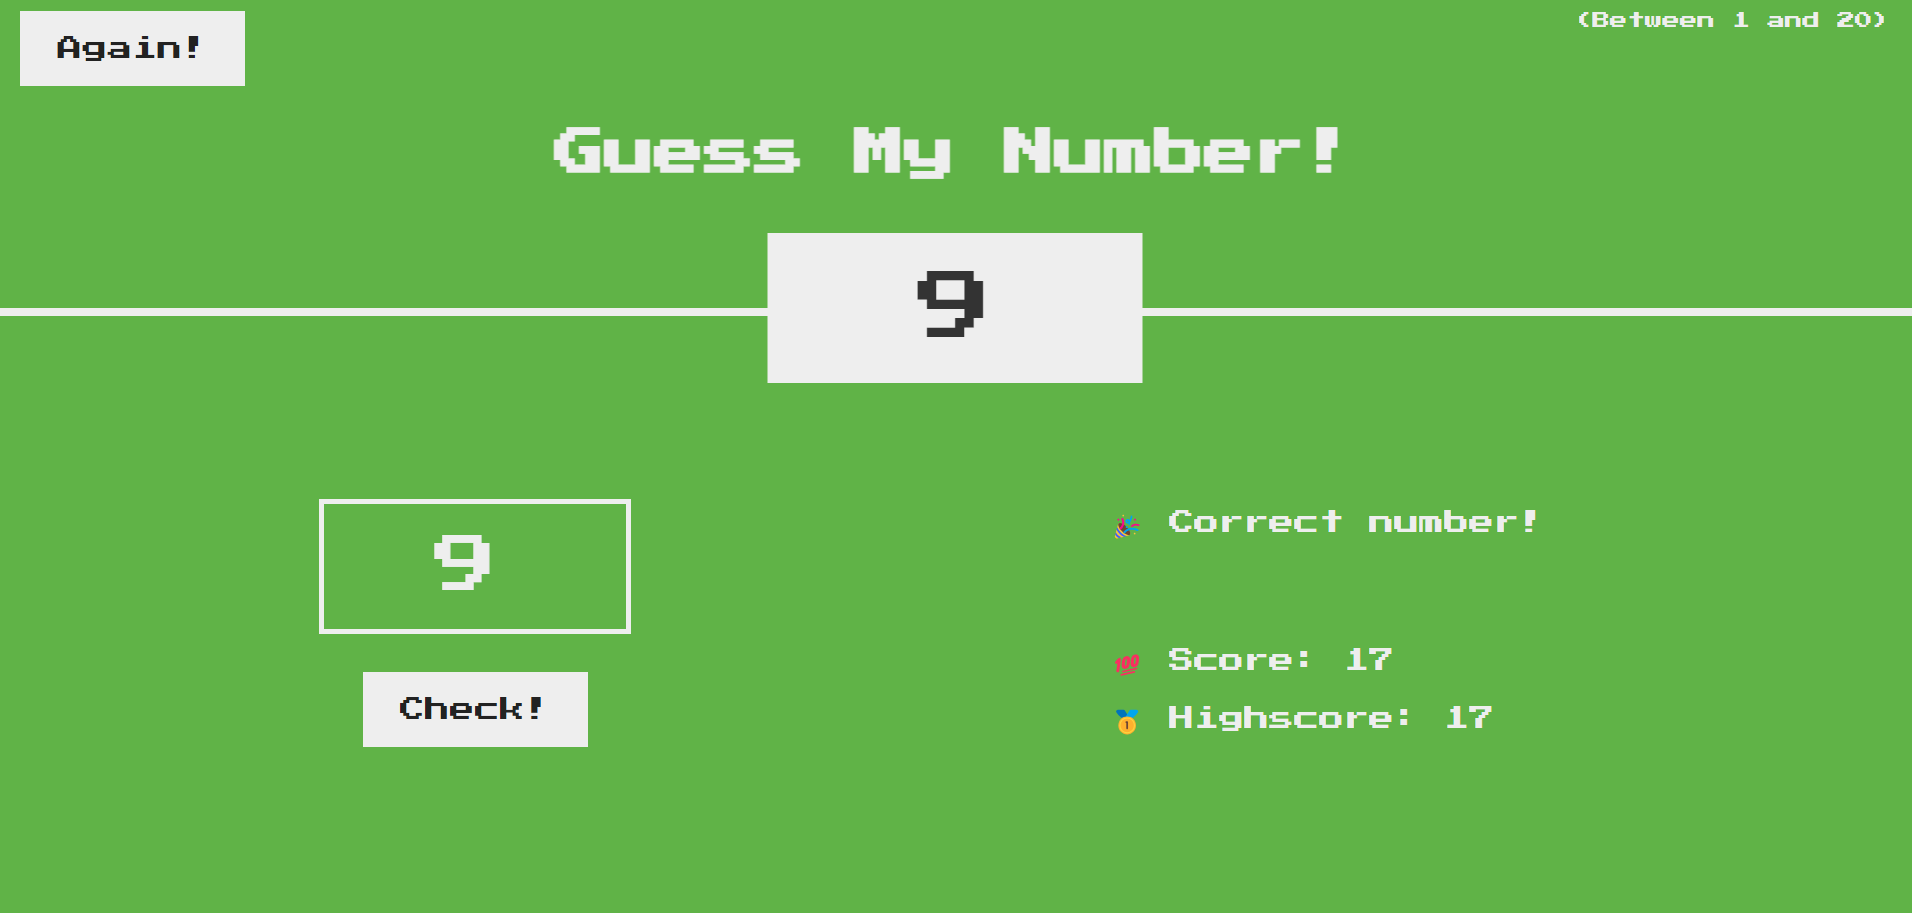 Again!
(Between 1 and 20)
Guess My Number!
9
9
Check!
🎉 Correct number!
💯 Score: 17
🥇 Highscore: 17